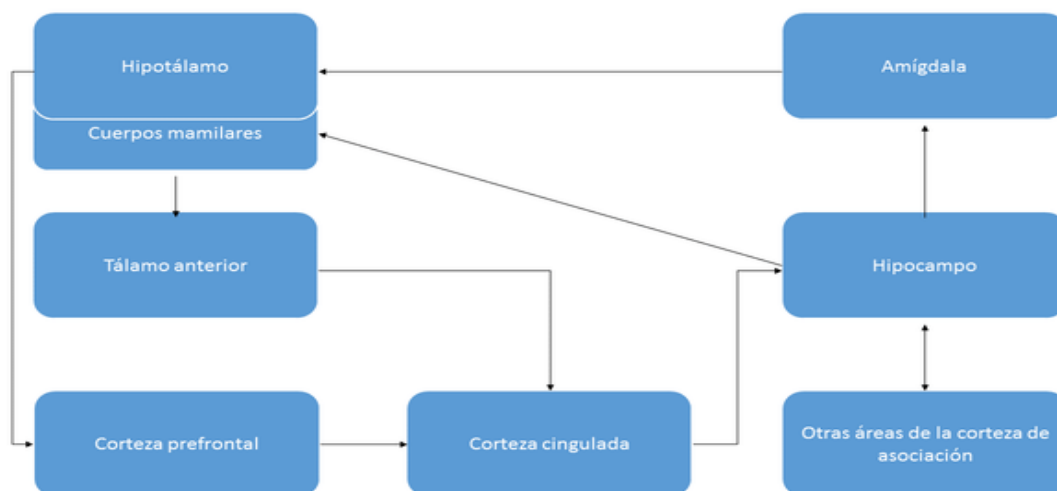 Hipotálamo
Amígdala
Cuerpos mamilares
Tálamo anterior
Hipocampo
Corteza prefrontal
Corteza cingulada
Otras áreas de la corteza de
asociación